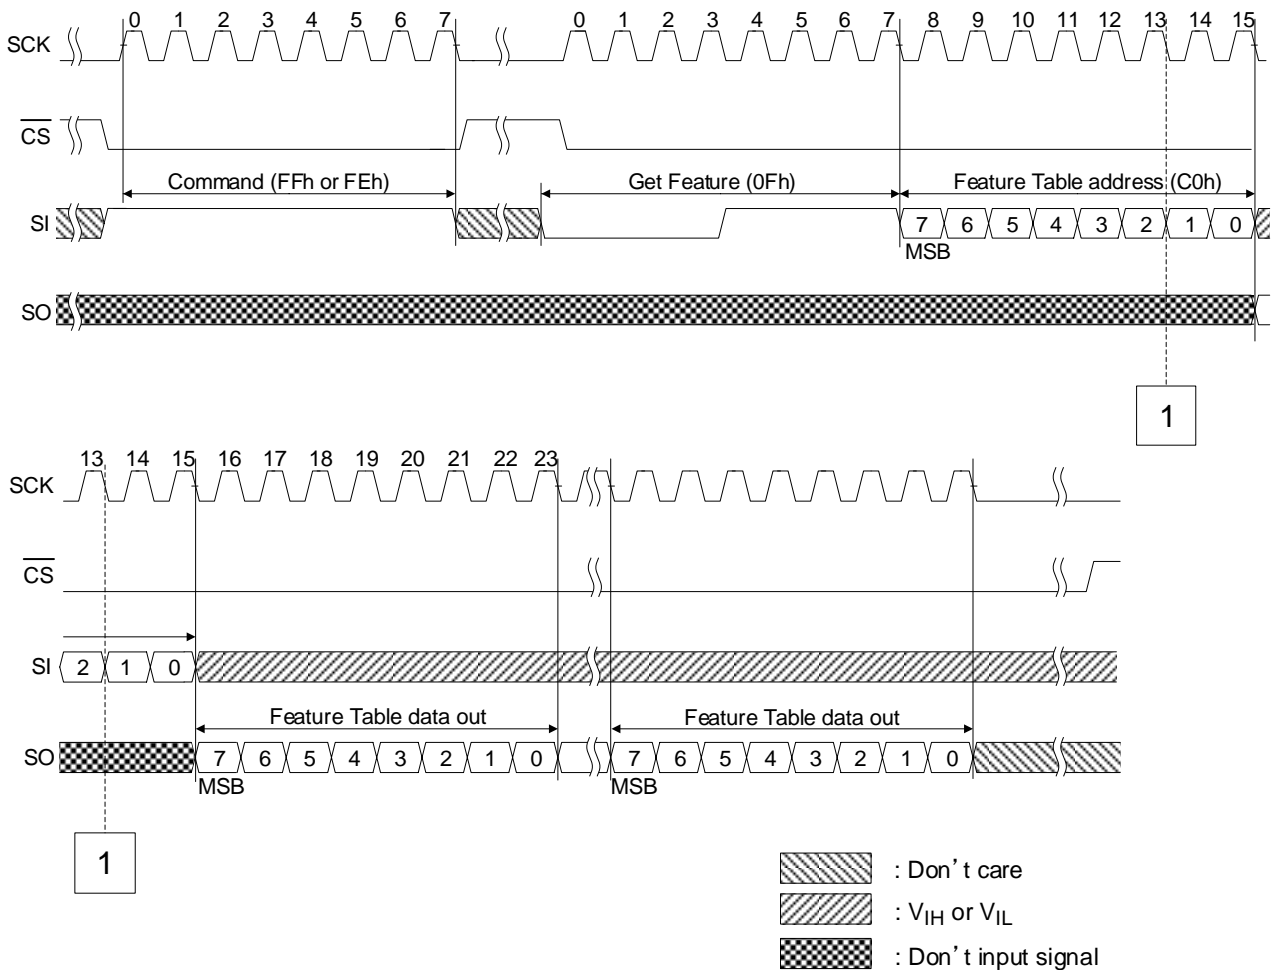 0 1 2 3 4 5 6 7 0 1 2 3 4 5 6 7 8 9 10 11 12 13 14 15
SCK
CS
Command (FFh or FEh) Get Feature (0Fh) Feature Table address (C0h)
SI 7 6 5 4 3 2 1 0
MSB
SO
1
13 14 15 16 17 18 19 20 21 22 23
SCK
CS
SI 2 1 0
Feature Table data out Feature Table data out
SO 7 6 5 4 3 2 1 0 7 6 5 4 3 2 1 0
MSB MSB
1
: Don't care
: VIH or VIL
: Don't input signal